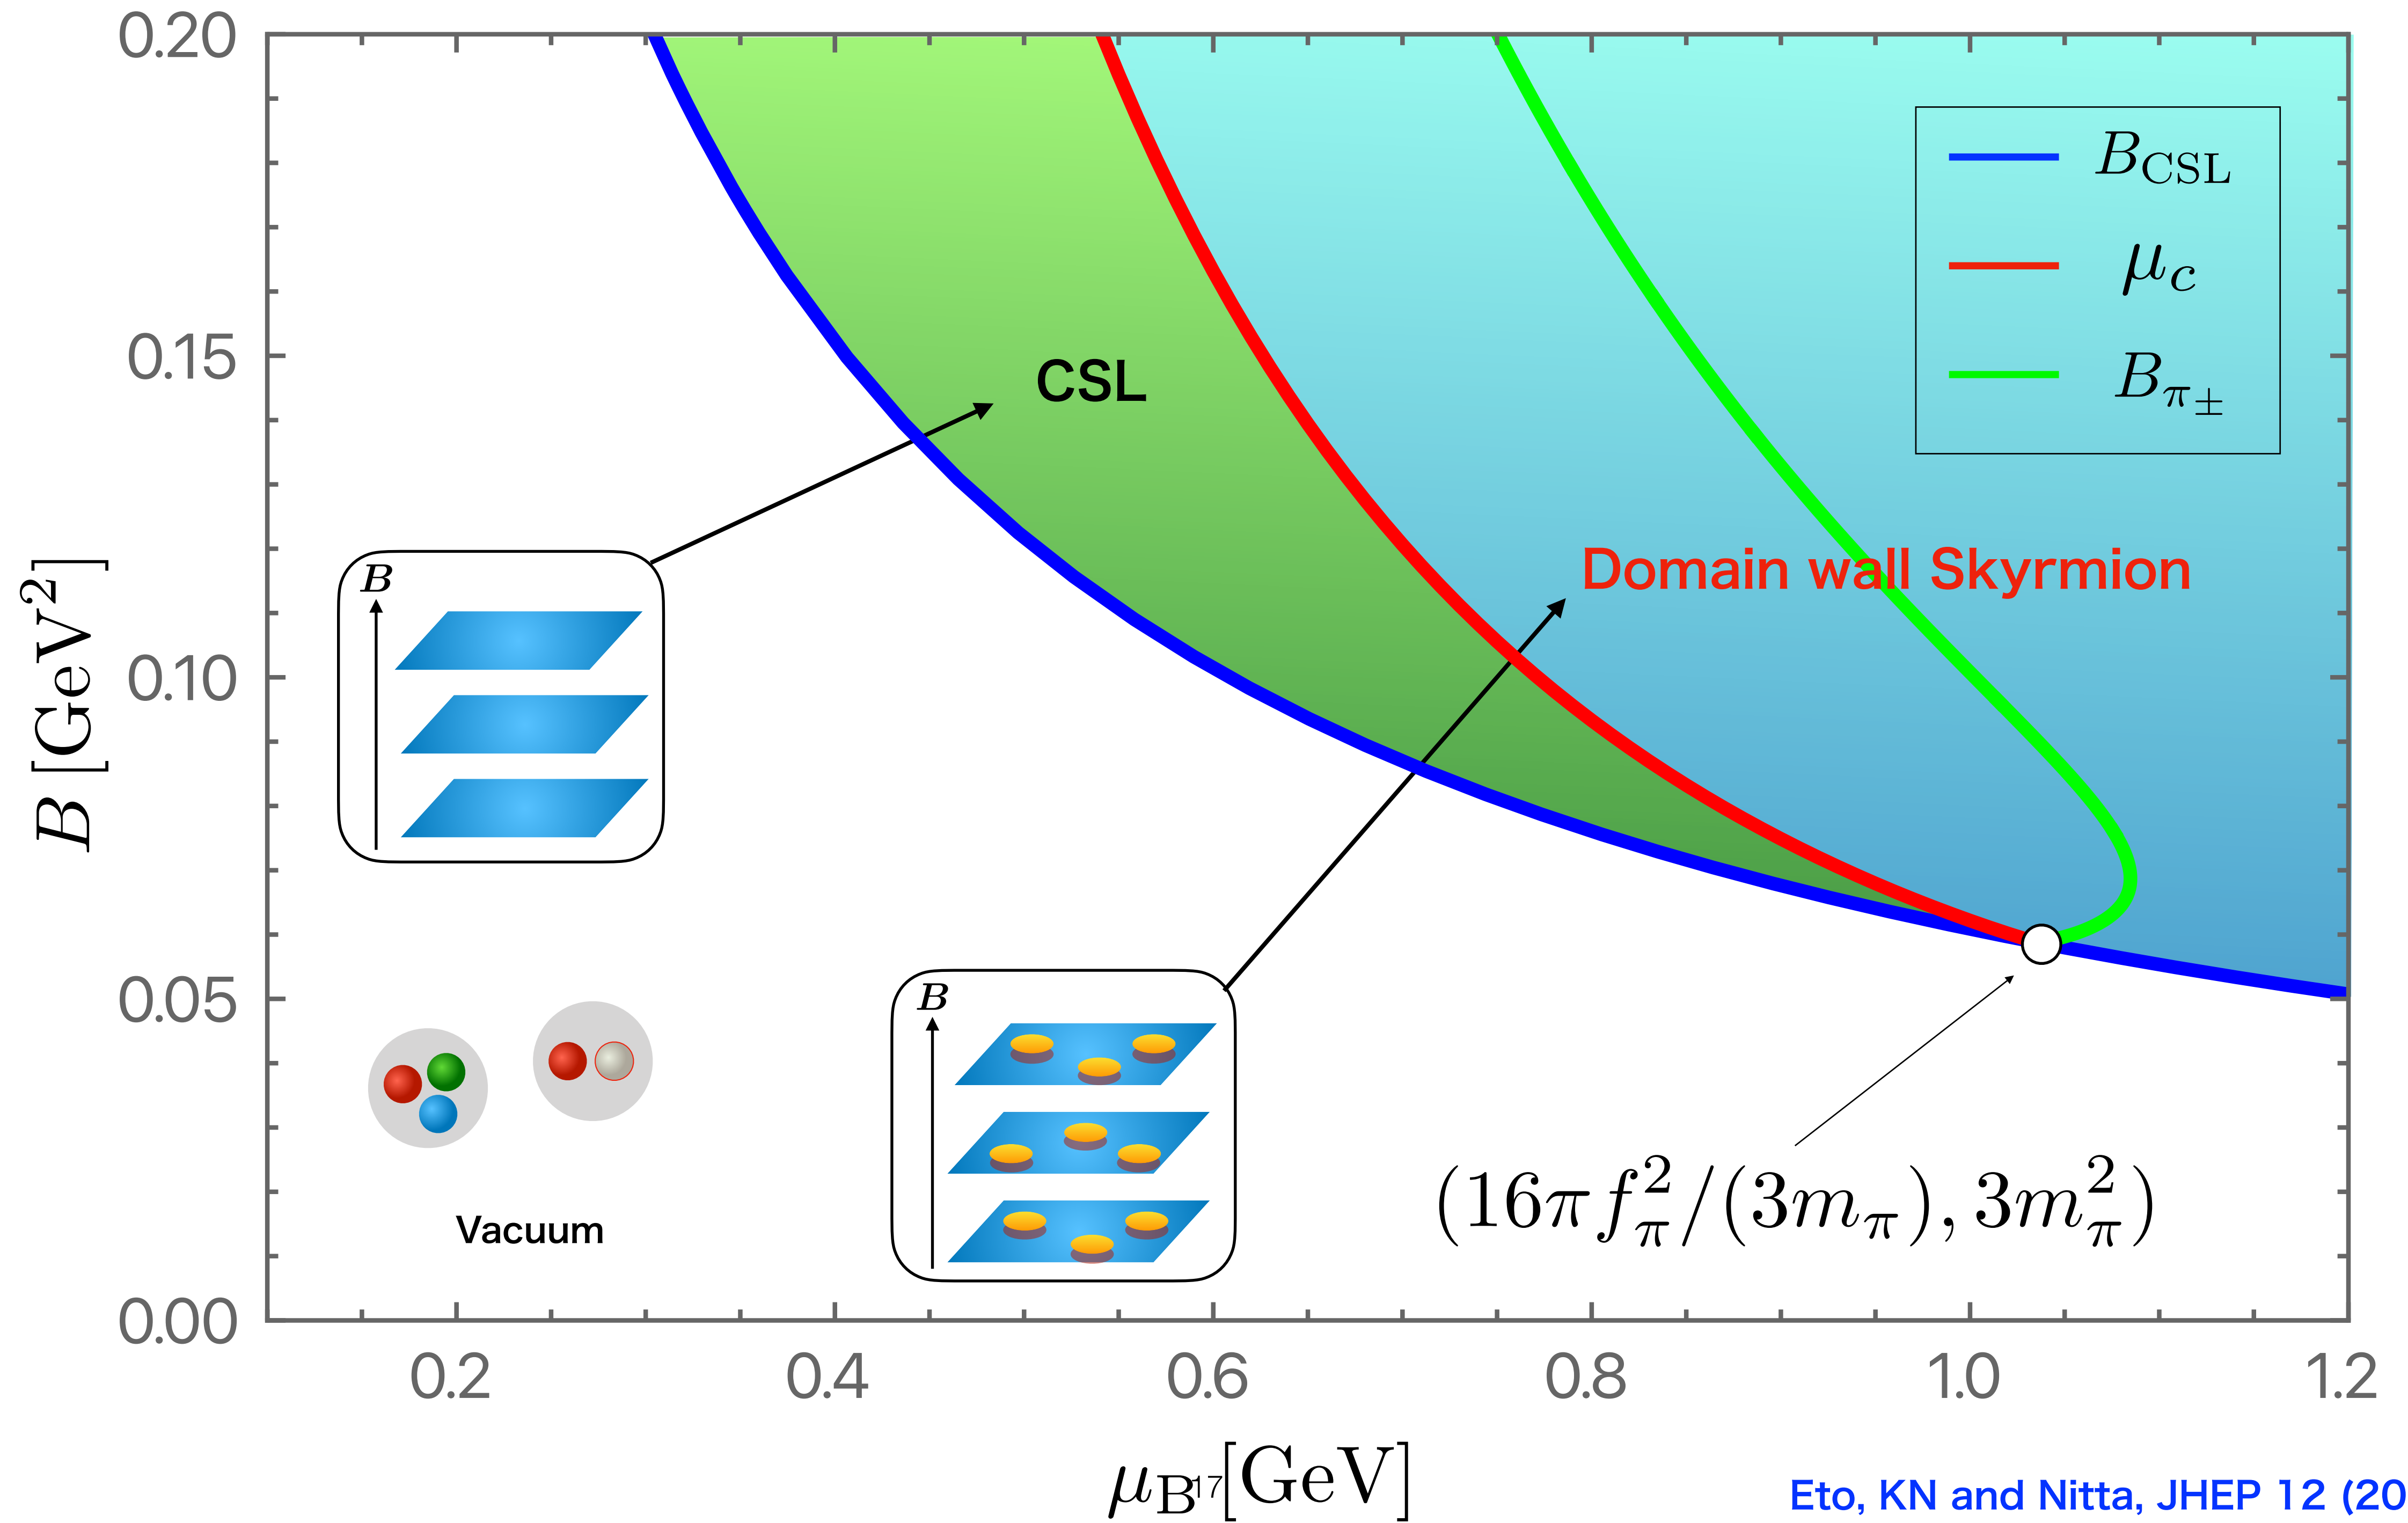 0.20
0.15
0.10
0.05
0.00
B [GeV²]
0.2 0.4 0.6 0.8 1.0 1.2
μ_B [GeV]
17
B_CSL
μ_c
B_π±
CSL
Domain wall Skyrmion
B
B
Vacuum
(16πf_π²/(3m_π), 3m_π²)
Eto, KN and Nitta, JHEP 12 (20